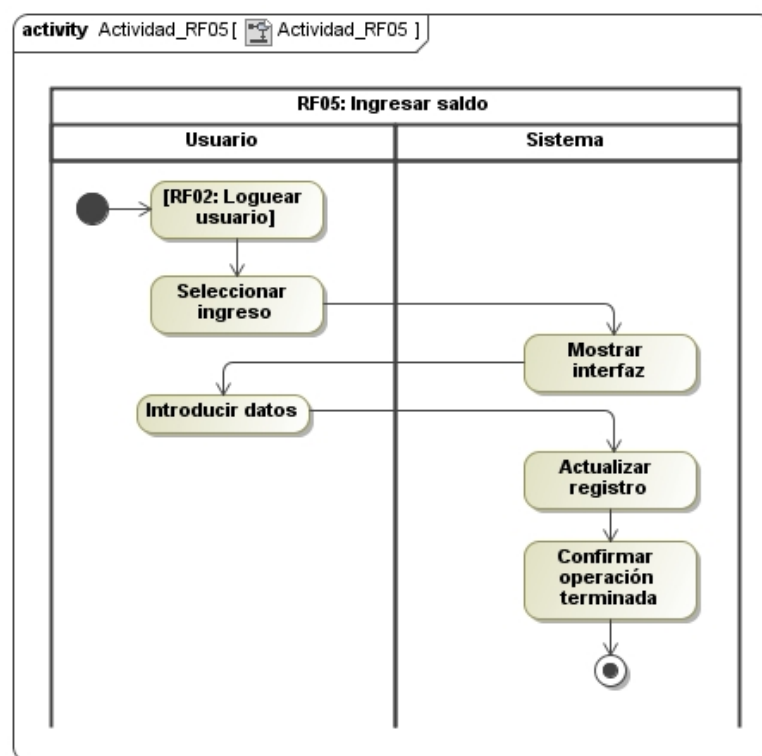 activity Actividad_RF05 [ Actividad_RF05 ]
RF05: Ingresar saldo
Usuario
Sistema
[RF02: Loguear
usuario]
Seleccionar
ingreso
Mostrar
interfaz
Introducir datos
Actualizar
registro
Confirmar
operación
terminada